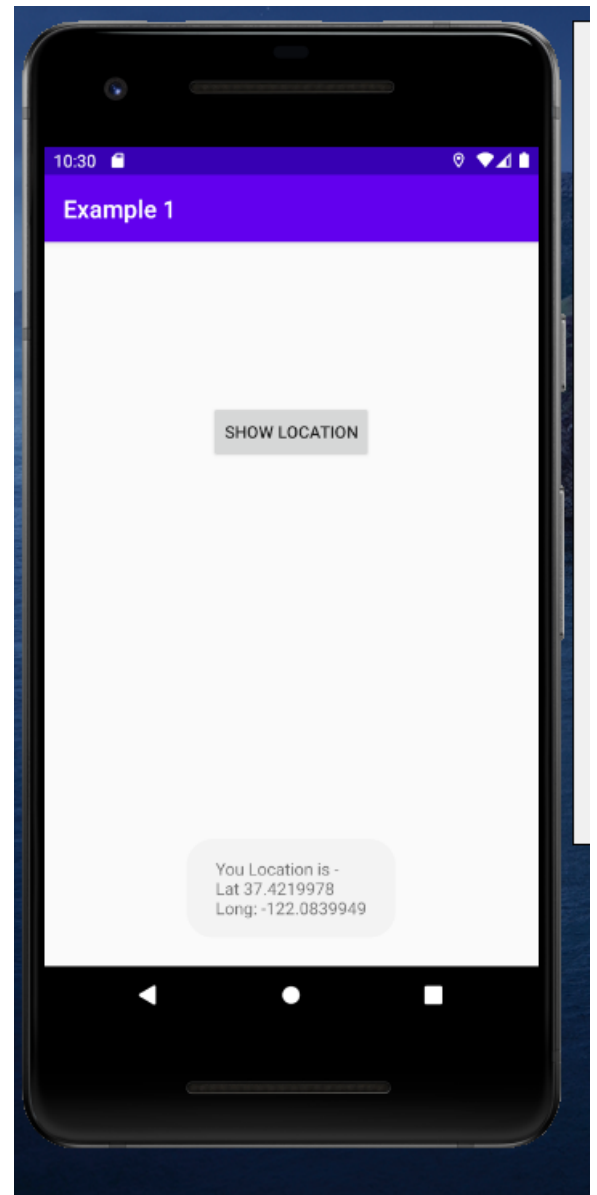 10:30
Example 1
SHOW LOCATION
You Location is -
Lat 37.4219978
Long: -122.0839949